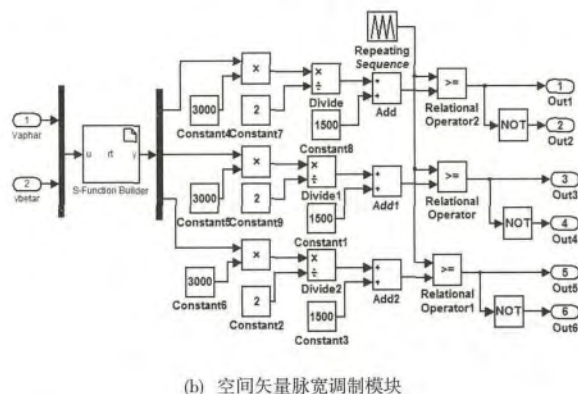 Repeating
Sequence
1
Vaphar
2
vbetar
u rt y
S-Function Builder
3000
Constant4
×
2
Constant7
×
÷
Divide
1500
Constant8
+
+
Add
>=
Relational
Operator2
1
Out1
NOT
2
Out2
3000
Constant5
×
2
Constant9
×
÷
Divide1
1500
Constant1
+
+
Add1
>=
Relational
Operator
3
Out3
NOT
4
Out4
3000
Constant6
×
2
Constant2
×
÷
Divide2
1500
Constant3
+
+
Add2
>=
Relational
Operator1
5
Out5
NOT
6
Out6
(b) 空间矢量脉宽调制模块